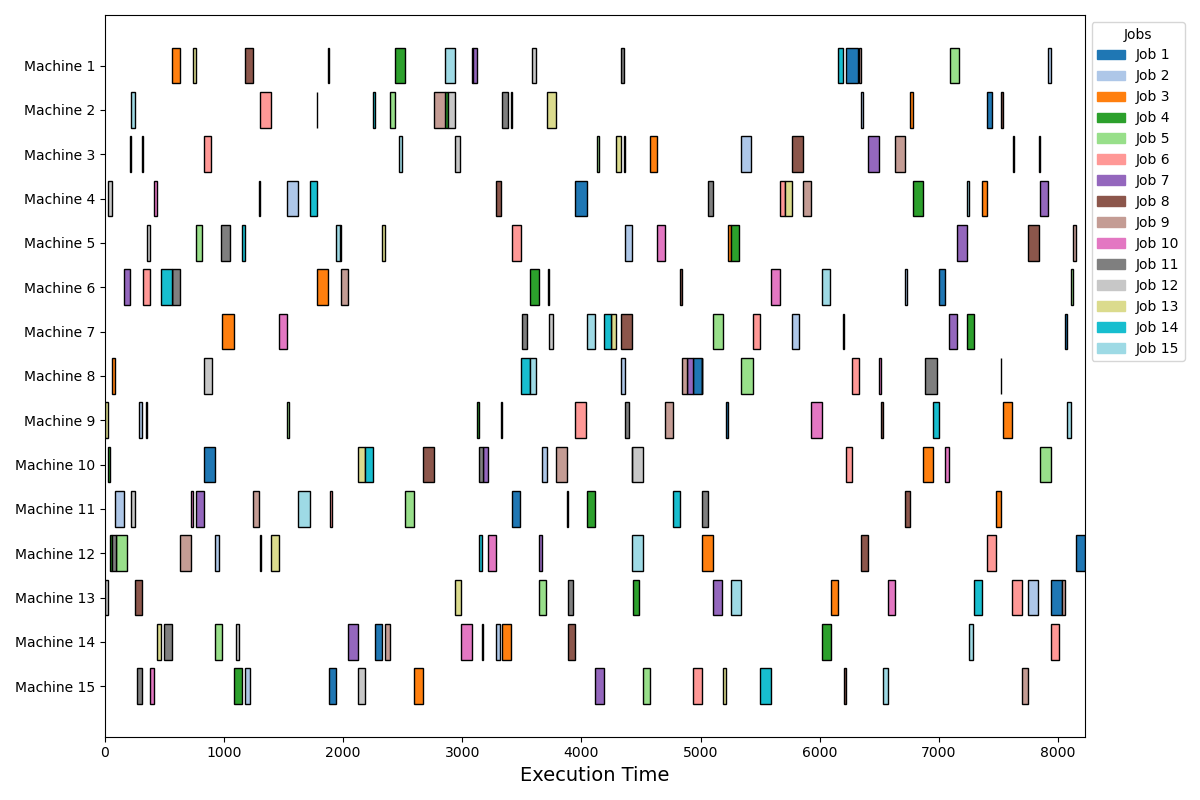 Machine 1
Machine 2
Machine 3
Machine 4
Machine 5
Machine 6
Machine 7
Machine 8
Machine 9
Machine 10
Machine 11
Machine 12
Machine 13
Machine 14
Machine 15
0 1000 2000 3000 4000 5000 6000 7000 8000
Execution Time
Jobs
Job 1
Job 2
Job 3
Job 4
Job 5
Job 6
Job 7
Job 8
Job 9
Job 10
Job 11
Job 12
Job 13
Job 14
Job 15